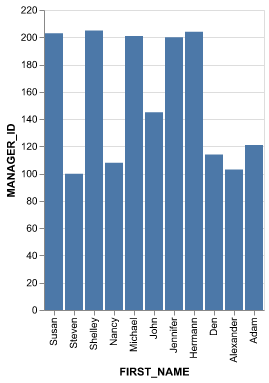 220
200
180
160
140
120
100
80
60
40
20
0
MANAGER_ID
Susan
Steven
Shelley
Nancy
Michael
John
Jennifer
Hermann
Den
Alexander
Adam
FIRST_NAME